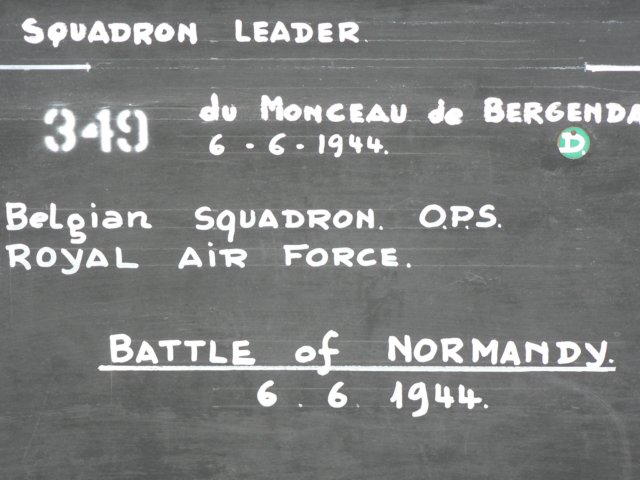 SQUADRON LEADER.
349 du MONCEAU de BERGENDA
6 - 6 - 1944. D.
Belgian SQUADRON. O.P.S.
ROYAL AIR FORCE.
BATTLE of NORMANDY.
6 . 6 . 1944.